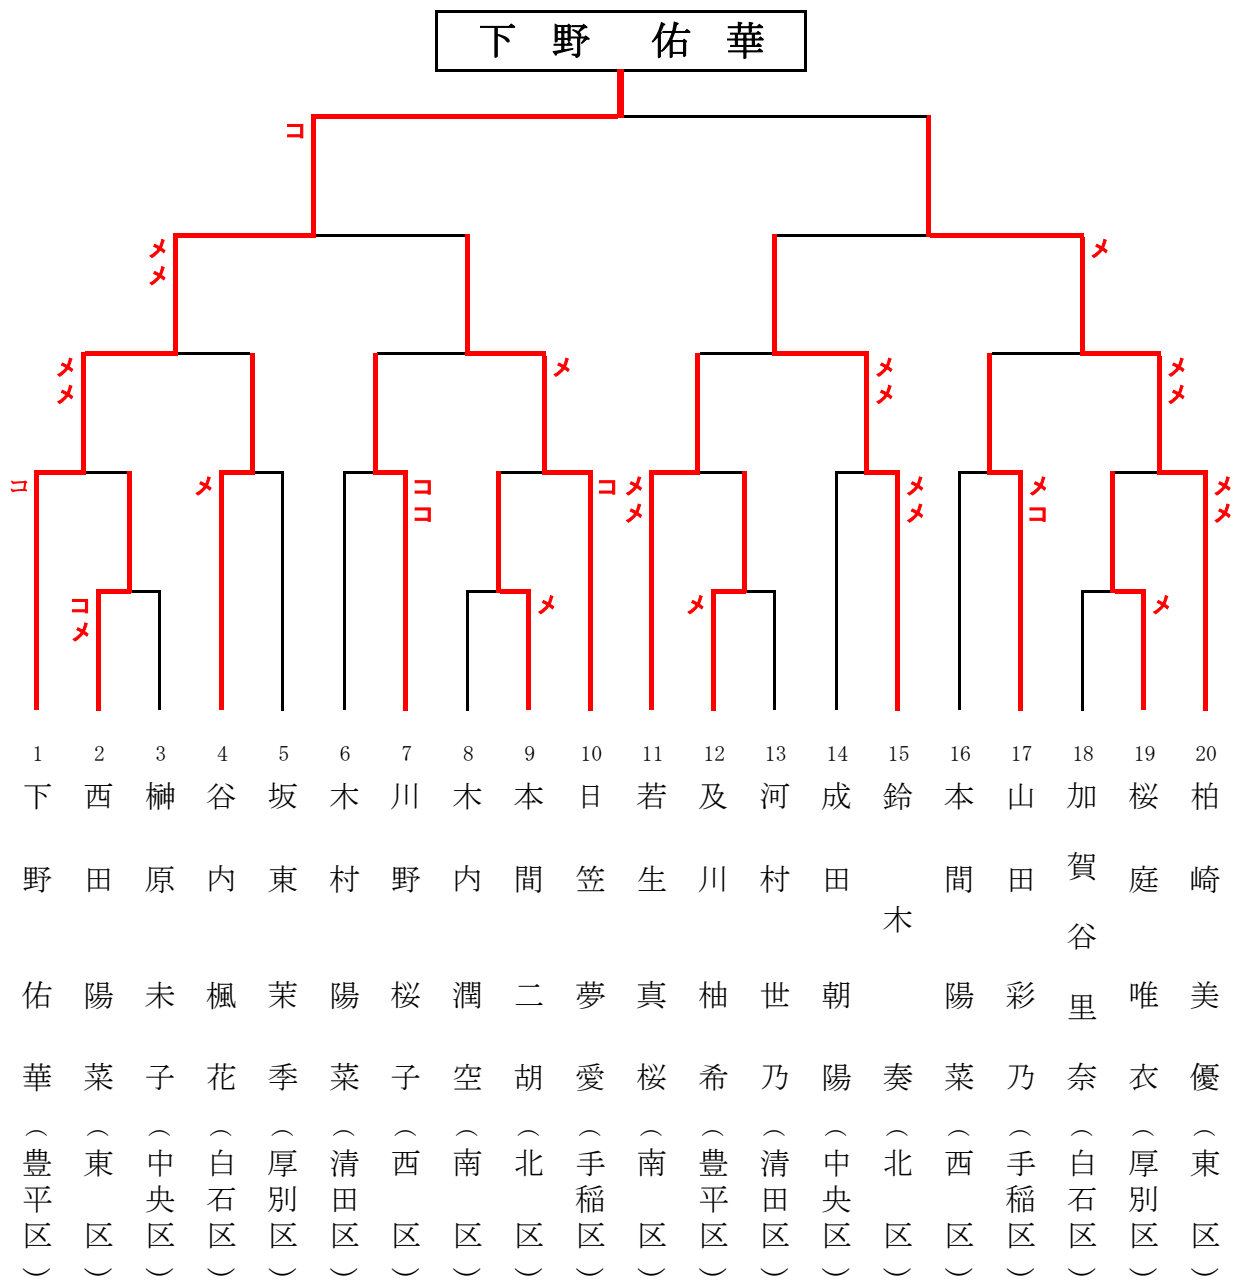 下野 佑華
コ
メ
メ
メ
メ
メ
メ
メ
メ
メ
メ
メ
コ
メ
コ
コ
コ
メ
メ
メ
メ
メ
コ
メ
メ
コ
メ
メ
メ
メ
1 下野 佑華（豊平区）
2 西田 陽菜（東区）
3 榊原 未子（中央区）
4 谷内 楓花（白石区）
5 坂東 茉季（厚別区）
6 木村 陽菜（清田区）
7 川野 桜子（西区）
8 木内 潤空（南区）
9 本間 二胡（北区）
10 日笠 夢愛（手稲区）
11 若生 真桜（南区）
12 及川 柚希（豊平区）
13 河村 世乃（清田区）
14 成田 朝陽（中央区）
15 鈴木 奏（北区）
16 本間 陽菜（西区）
17 山田 彩乃（手稲区）
18 加賀谷 里奈（白石区）
19 桜庭 唯衣（厚別区）
20 柏崎 美優（東区）